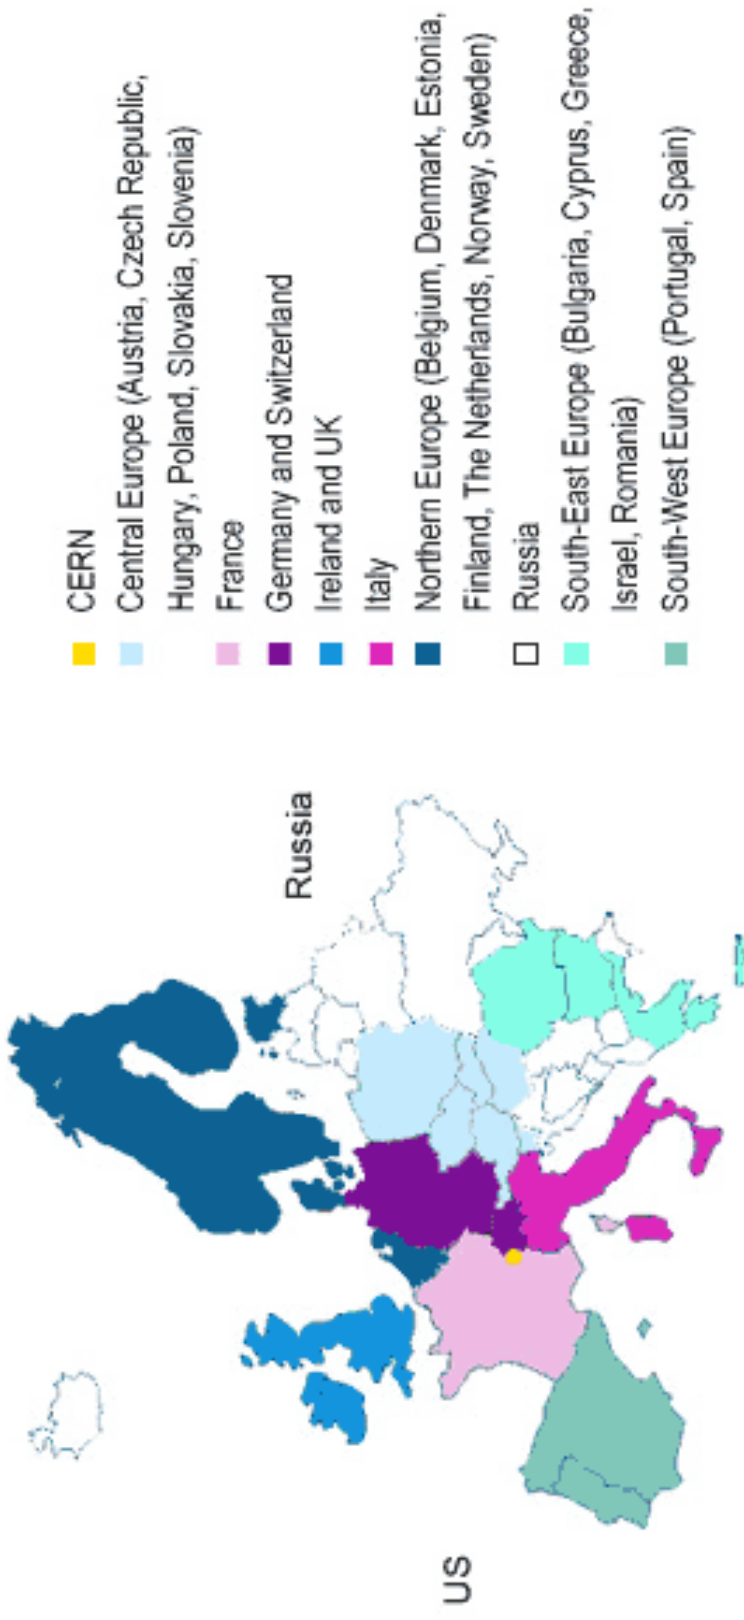 US
Russia
CERN
Central Europe (Austria, Czech Republic,
Hungary, Poland, Slovakia, Slovenia)
France
Germany and Switzerland
Ireland and UK
Italy
Northern Europe (Belgium, Denmark, Estonia,
Finland, The Netherlands, Norway, Sweden)
Russia
South-East Europe (Bulgaria, Cyprus, Greece,
Israel, Romania)
South-West Europe (Portugal, Spain)